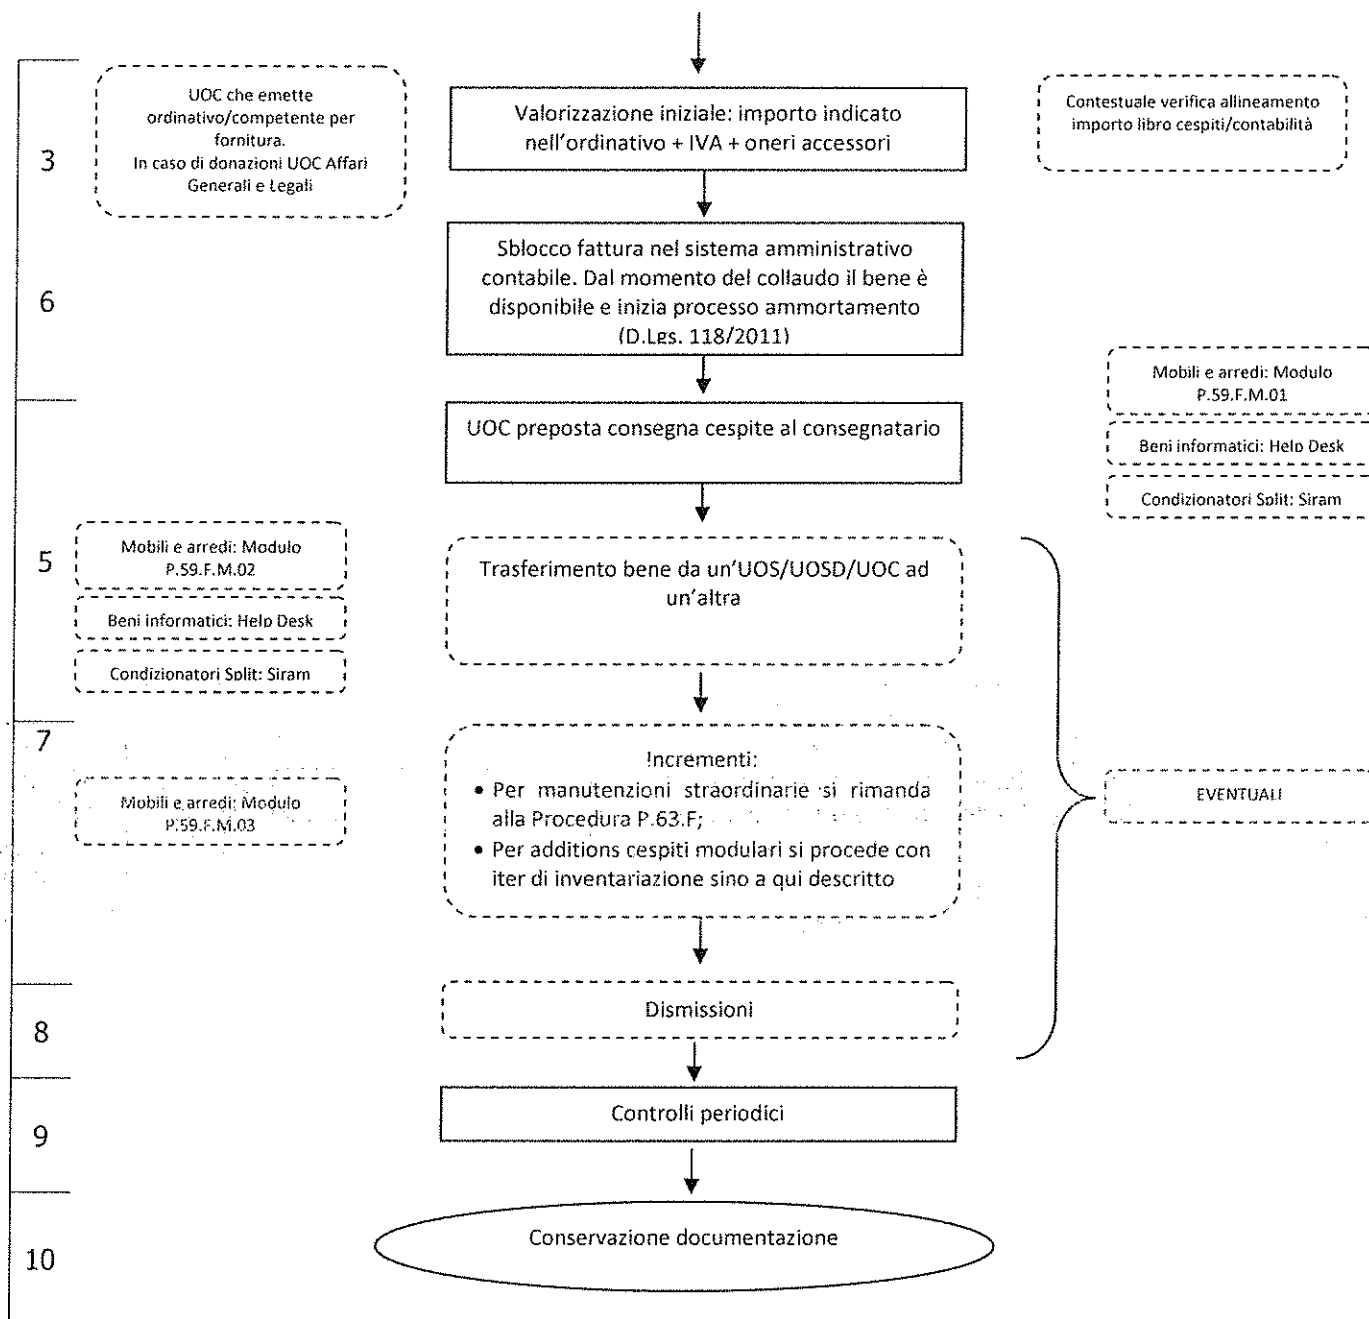 3
UOC che emette
ordinativo/competente per
fornitura.
In caso di donazioni UOC Affari
Generali e Legali
Valorizzazione iniziale: importo indicato
nell'ordinativo + IVA + oneri accessori
Contestuale verifica allineamento
importo libro cespiti/contabilità
6
Sblocco fattura nel sistema amministrativo
contabile. Dal momento del collaudo il bene è
disponibile e inizia processo ammortamento
(D.Lgs. 118/2011)
UOC preposta consegna cespite al consegnatario
Mobili e arredi: Modulo
P.59.F.M.01
Beni informatici: Help Desk
Condizionatori Split: Siram
5
Mobili e arredi: Modulo
P.59.F.M.02
Beni informatici: Help Desk
Condizionatori Split: Siram
Trasferimento bene da un'UOS/UOSD/UOC ad
un'altra
7
Mobili e arredi: Modulo
P.59.F.M.03
Incrementi:
• Per manutenzioni straordinarie si rimanda
alla Procedura P.63.F;
• Per additions cespiti modulari si procede con
iter di inventariazione sino a qui descritto
EVENTUALI
8
Dismissioni
9
Controlli periodici
10
Conservazione documentazione